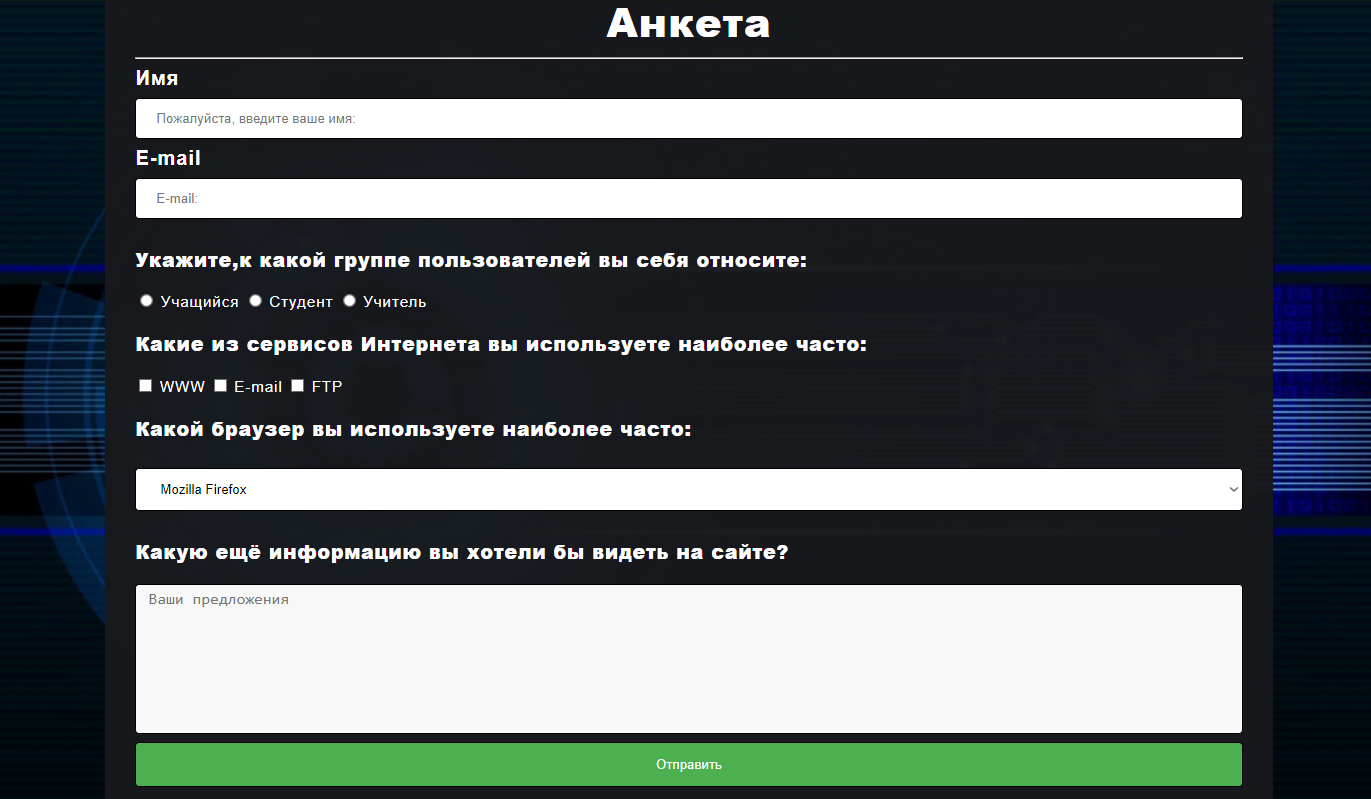 Анкета
Имя
Пожалуйста, введите ваше имя:
E-mail
E-mail:
Укажите,к какой группе пользователей вы себя относите:
Учащийся Студент Учитель
Какие из сервисов Интернета вы используете наиболее часто:
WWW E-mail FTP
Какой браузер вы используете наиболее часто:
Mozilla Firefox
Какую ещё информацию вы хотели бы видеть на сайте?
Ваши предложения
Отправить